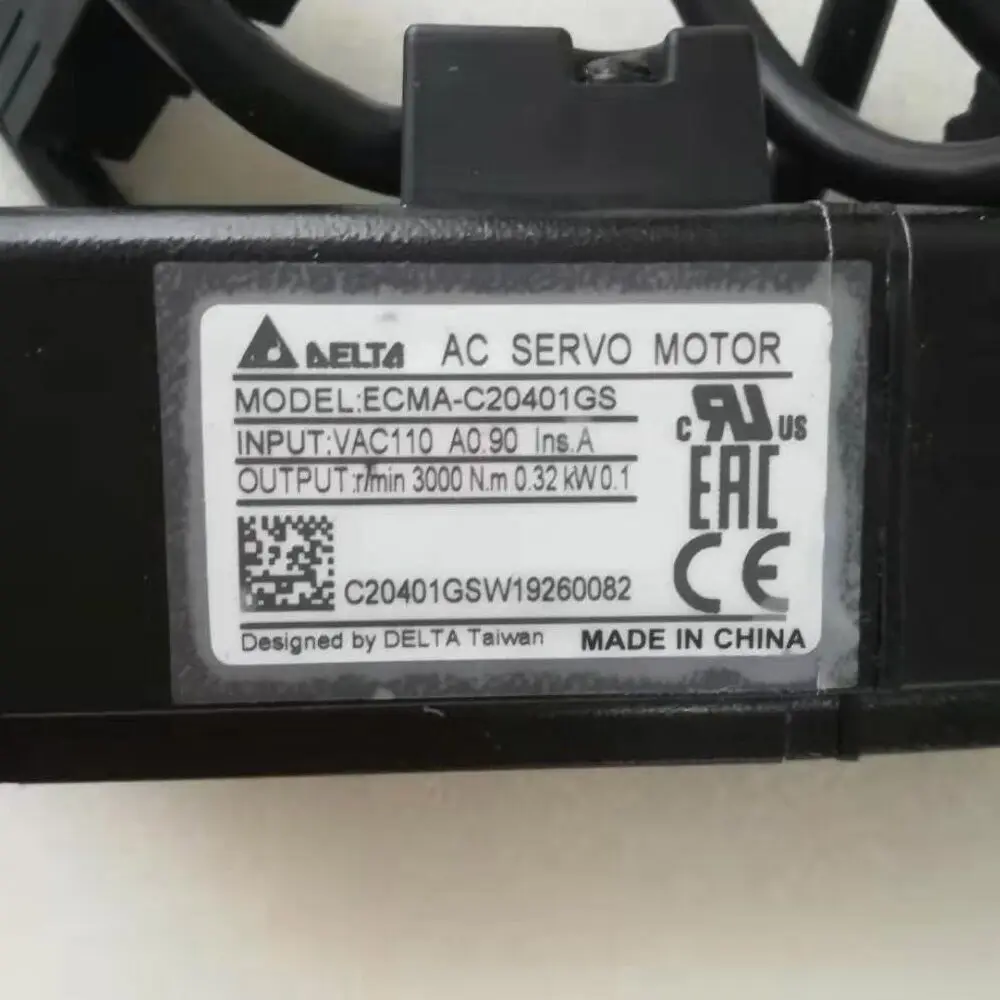 DELTA AC SERVO MOTOR
MODEL:ECMA-C20401GS
INPUT:VAC110 A0.90 Ins.A
OUTPUT:r/min 3000 N.m 0.32 kW 0.1
C RU US
EAC
CE
C20401GSW19260082
Designed by DELTA Taiwan MADE IN CHINA